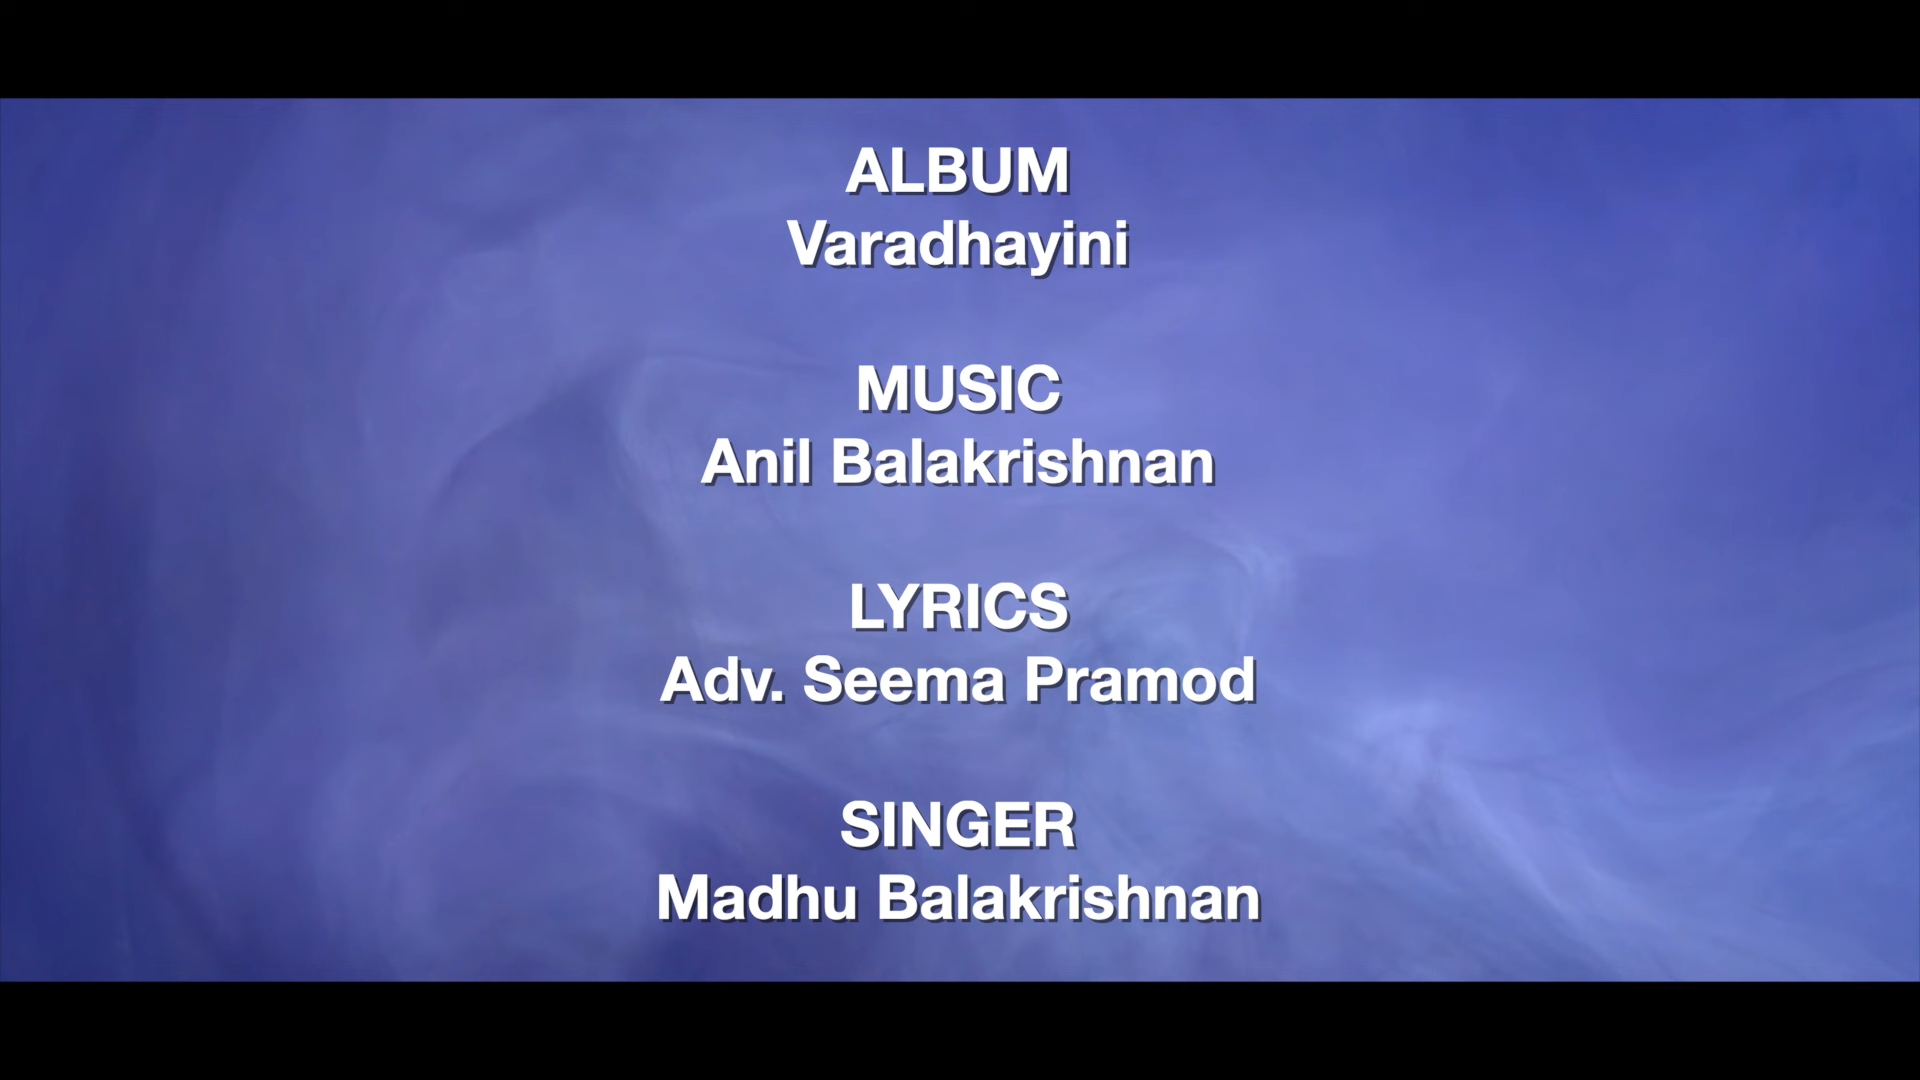 ALBUM
Varadhayini
MUSIC
Anil Balakrishnan
LYRICS
Adv. Seema Pramod
SINGER
Madhu Balakrishnan